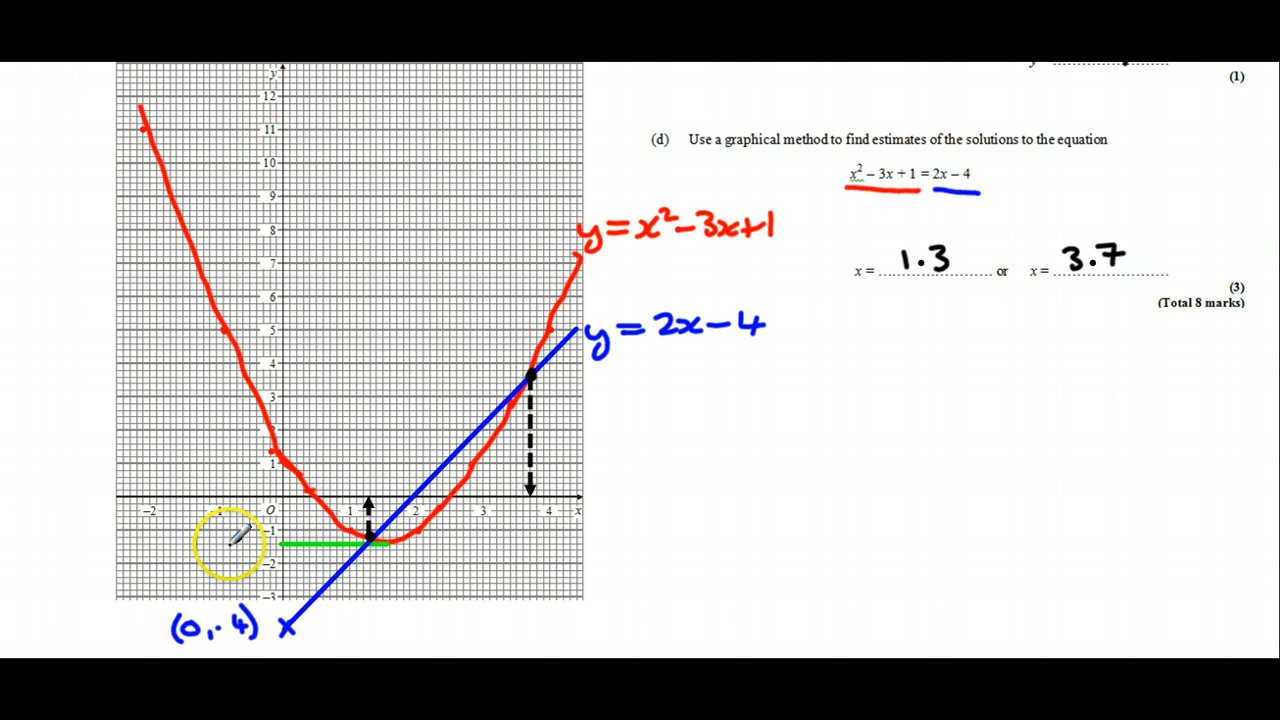 y
(1)
y
12
11
10
9
8
7
6
5
4
3
2
1
−2
−1
O
1
2
3
4
x
−1
−2
−3
(d) Use a graphical method to find estimates of the solutions to the equation
x² – 3x + 1 = 2x – 4
y=x²-3x+1
x = 1.3 or x = 3.7
(3)
(Total 8 marks)
y = 2x-4
(0,-4) x